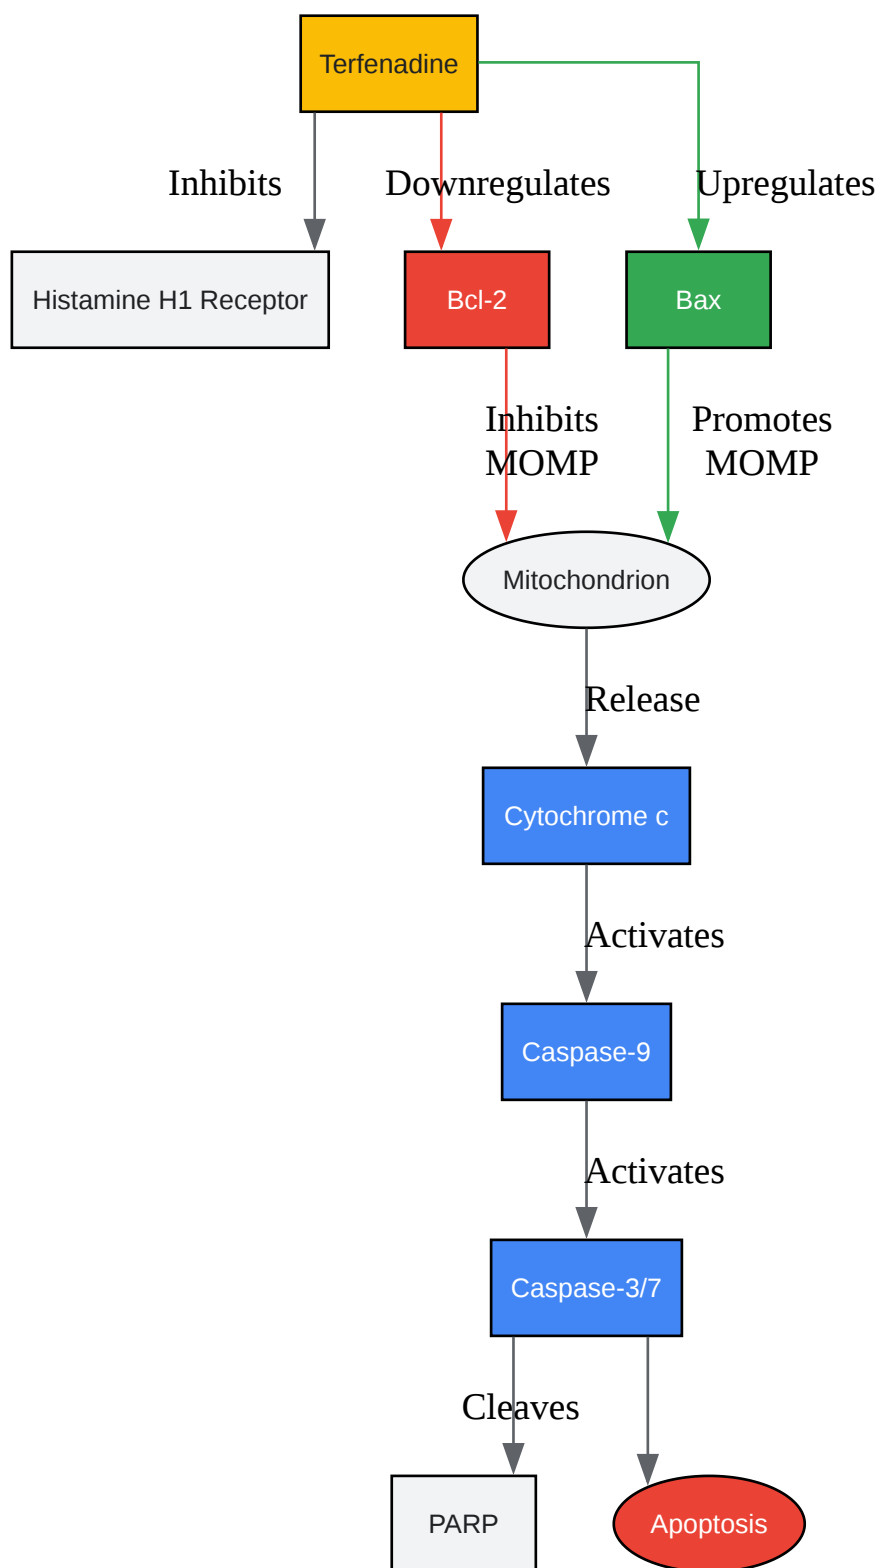 Terfenadine
Inhibits
Downregulates
Upregulates
Histamine H1 Receptor
Bcl-2
Bax
Inhibits
MOMP
Promotes
MOMP
Mitochondrion
Release
Cytochrome c
Activates
Caspase-9
Activates
Caspase-3/7
Cleaves
PARP
Apoptosis